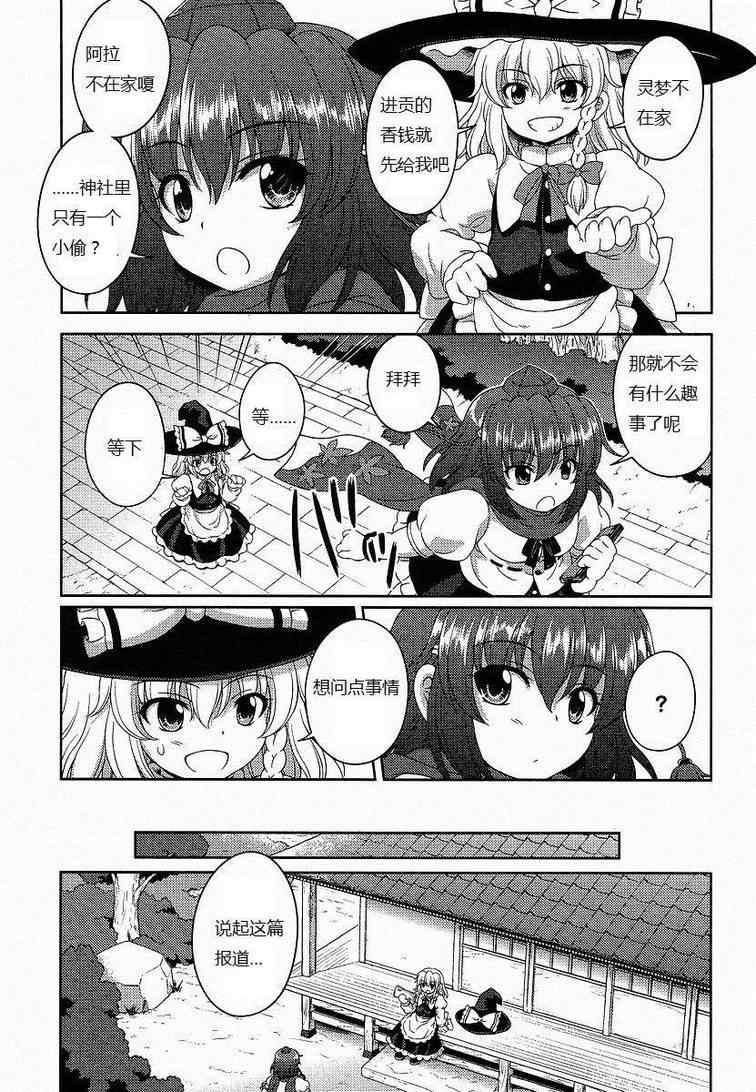 灵梦不
在家
进贡的
香钱就
先给我吧
阿拉
不在家嗄
……神社里
只有一个
小偷？
那就不会
有什么趣
事了呢
拜拜
等……
等下
？
想问点事情
说起这篇
报道…